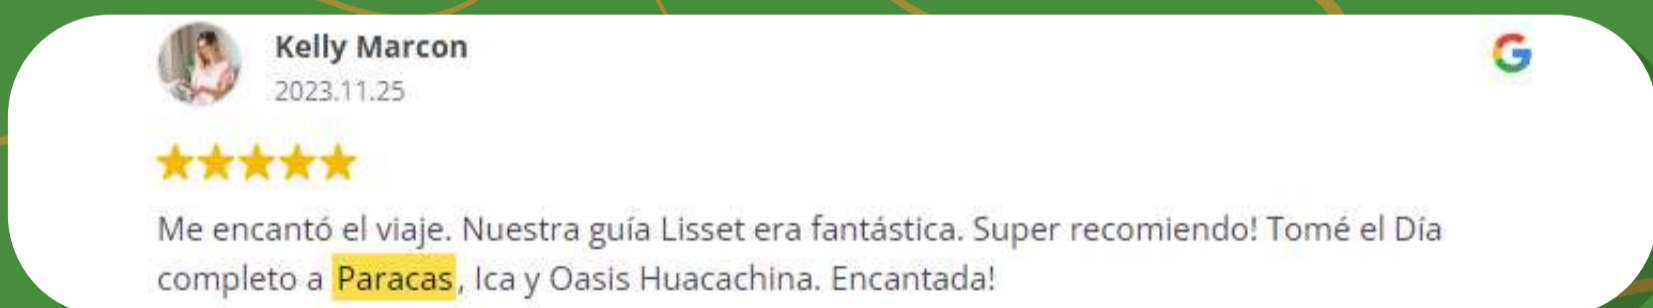 Kelly Marcon
2023.11.25
Me encantó el viaje. Nuestra guía Lisset era fantástica. Super recomiendo! Tomé el Día
completo a Paracas, Ica y Oasis Huacachina. Encantada!